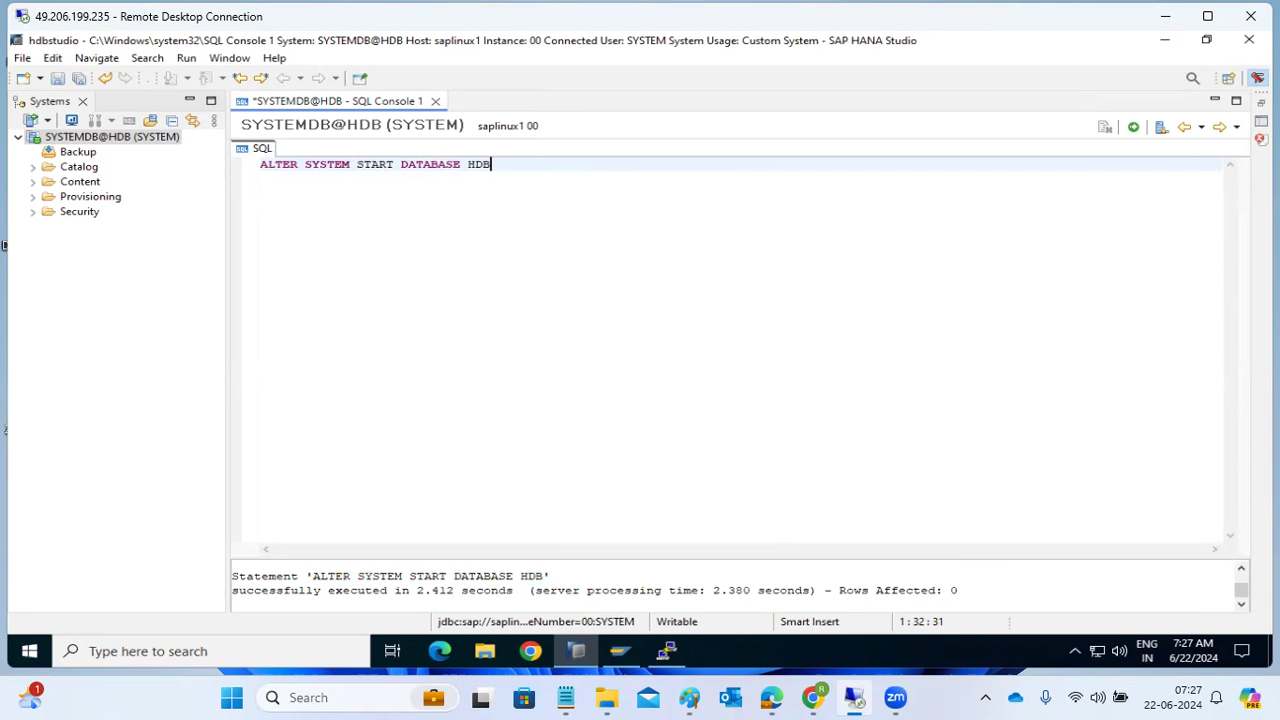 49.206.199.235 - Remote Desktop Connection
hdbstudio - C:\Windows\system32\SQL Console 1 System: SYSTEMDB@HDB Host: saplinux1 Instance: 00 Connected User: SYSTEM System Usage: Custom System - SAP HANA Studio
File Edit Navigate Search Run Window Help
Systems
*SYSTEMDB@HDB - SQL Console 1
SYSTEMDB@HDB (SYSTEM) saplinux1 00
SYSTEMDB@HDB (SYSTEM)
Backup
Catalog
Content
Provisioning
Security
SQL
ALTER SYSTEM START DATABASE HDB
Statement 'ALTER SYSTEM START DATABASE HDB'
successfully executed in 2.412 seconds (server processing time: 2.380 seconds) - Rows Affected: 0
jdbc:sap://saplin...eNumber=00:SYSTEM Writable Smart Insert 1 : 32 : 31
Type here to search
ENG
IN
7:27 AM
6/22/2024
1
Search
07:27
22-06-2024